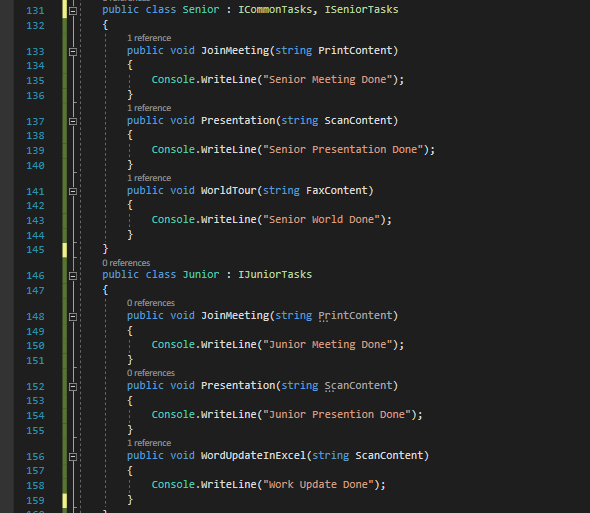 131 public class Senior : ICommonTasks, ISeniorTasks
132 {
1 reference
133 public void JoinMeeting(string PrintContent)
134 {
135 Console.WriteLine("Senior Meeting Done");
136 }
1 reference
137 public void Presentation(string ScanContent)
138 {
139 Console.WriteLine("Senior Presentation Done");
140 }
1 reference
141 public void WorldTour(string FaxContent)
142 {
143 Console.WriteLine("Senior World Done");
144 }
145 }
0 references
146 public class Junior : IJuniorTasks
147 {
0 references
148 public void JoinMeeting(string PrintContent)
149 {
150 Console.WriteLine("Junior Meeting Done");
151 }
0 references
152 public void Presentation(string ScanContent)
153 {
154 Console.WriteLine("Junior Presention Done");
155 }
1 reference
156 public void WordUpdateInExcel(string ScanContent)
157 {
158 Console.WriteLine("Work Update Done");
159 }